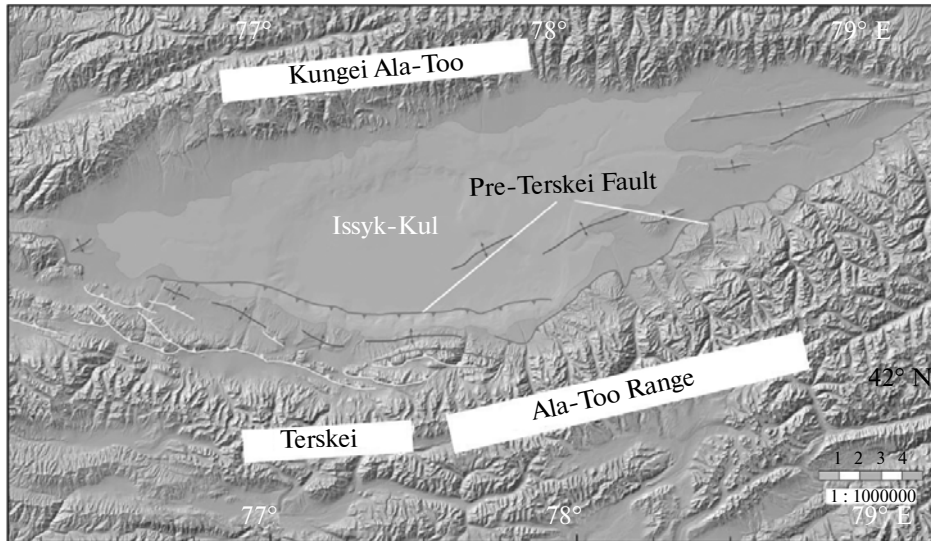 77°
78°
79° E
Kungei Ala-Too
Pre-Terskei Fault
Issyk-Kul
42° N
Ala-Too Range
Terskei
1 2 3 4
1 : 1000000
77°
78°
79° E